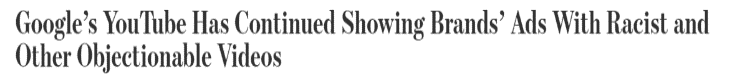 Google’s YouTube Has Continued Showing Brands’ Ads With Racist and
Other Objectionable Videos